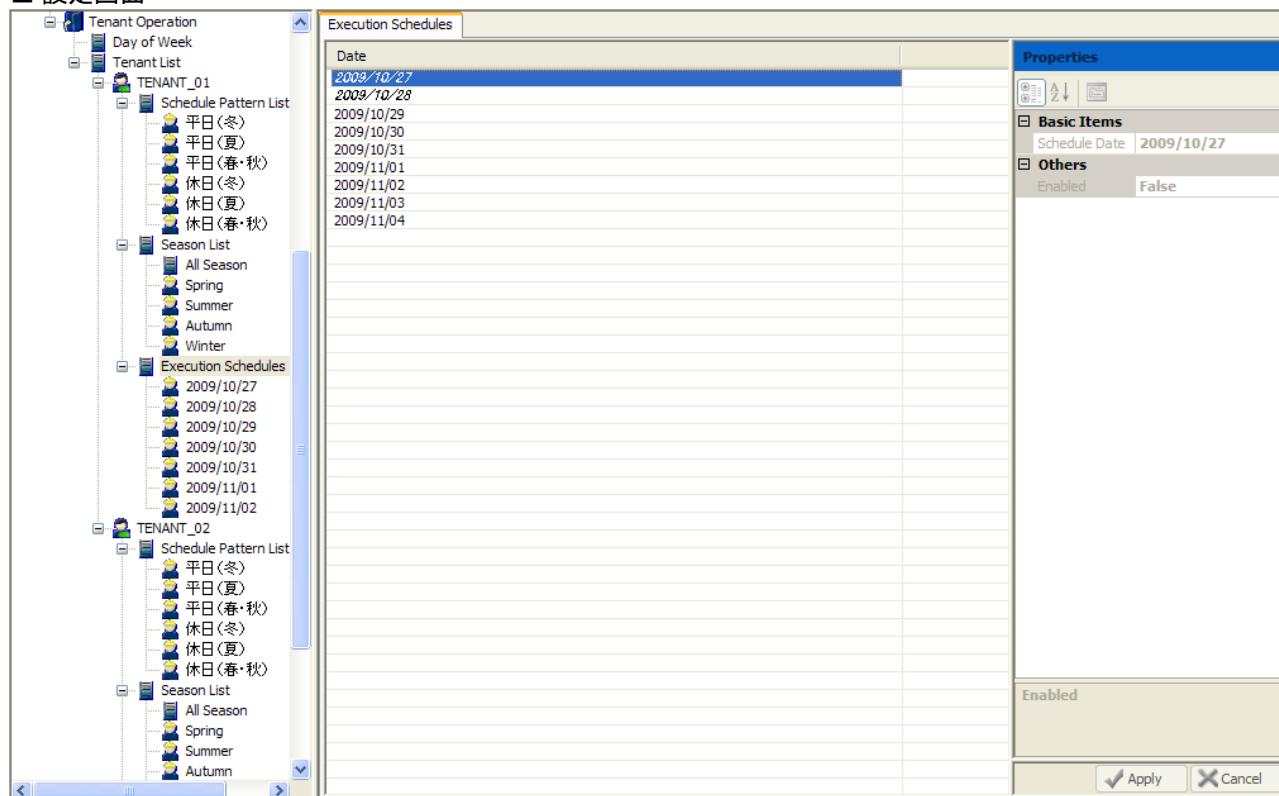 Tenant Operation
Day of Week
Tenant List
TENANT_01
Schedule Pattern List
平日(冬)
平日(夏)
平日(春・秋)
休日(冬)
休日(夏)
休日(春・秋)
Season List
All Season
Spring
Summer
Autumn
Winter
Execution Schedules
2009/10/27
2009/10/28
2009/10/29
2009/10/30
2009/10/31
2009/11/01
2009/11/02
TENANT_02
Schedule Pattern List
平日(冬)
平日(夏)
平日(春・秋)
休日(冬)
休日(夏)
休日(春・秋)
Season List
All Season
Spring
Summer
Autumn
Execution Schedules
Date
2009/10/27
2009/10/28
2009/10/29
2009/10/30
2009/10/31
2009/11/01
2009/11/02
2009/11/03
2009/11/04
Properties
Basic Items
Schedule Date 2009/10/27
Others
Enabled False
Enabled
Apply Cancel